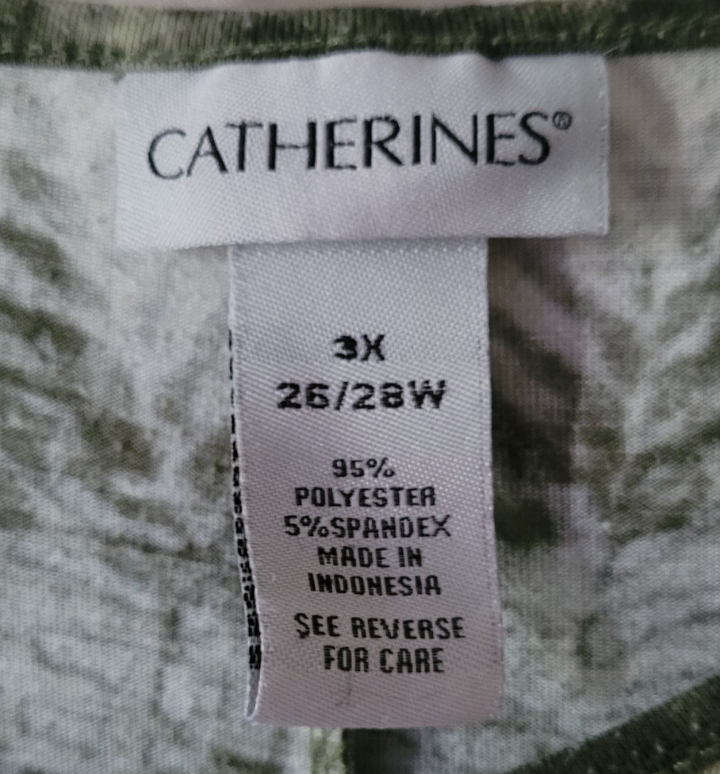 CATHERINES®
3X
26/28W
95%
POLYESTER
5%SPANDEX
MADE IN
INDONESIA
SEE REVERSE
FOR CARE